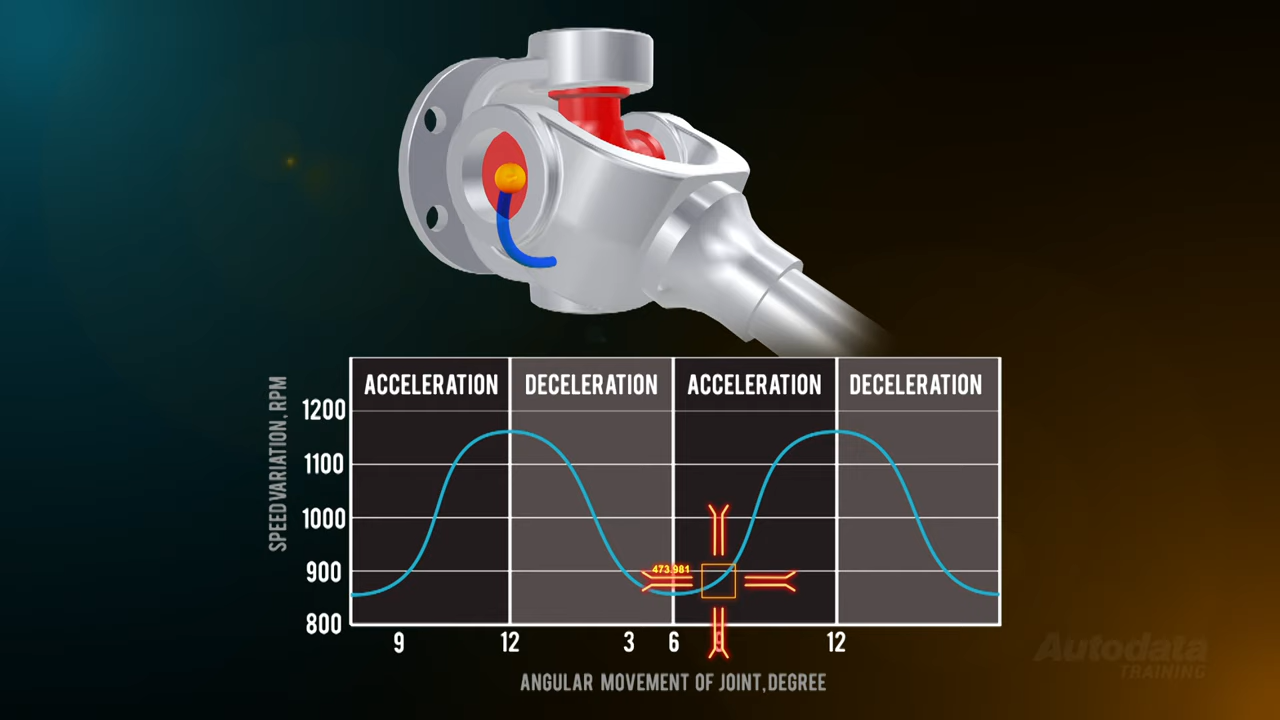 ACCELERATION DECELERATION ACCELERATION DECELERATION
SPEED VARIATION, RPM
1200
1100
1000
900
800
473.981
9 12 3 6 9 12
ANGULAR MOVEMENT OF JOINT, DEGREE
Autodata
TRAINING